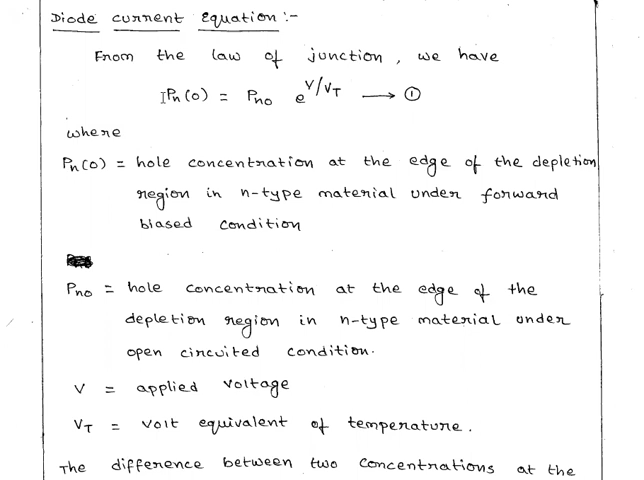 Diode current Equation :-
From the law of junction, we have
Pn(0) = Pno e^V/VT ⟶ ①
where
Pn(0) = hole concentration at the edge of the depletion
region in n-type material under forward
biased condition
Pno = hole concentration at the edge of the
depletion region in n-type material under
open circuited condition.
V = applied voltage
VT = volt equivalent of temperature.
The difference between two concentrations at the